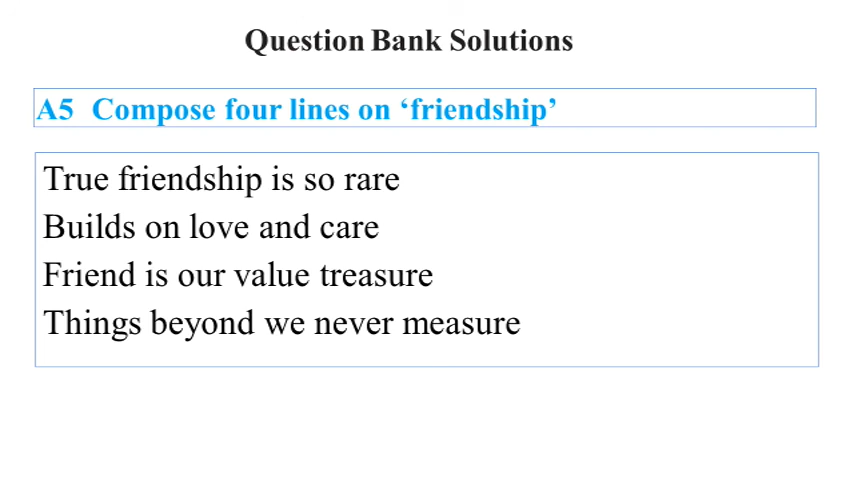 Question Bank Solutions
A5 Compose four lines on ‘friendship’
True friendship is so rare
Builds on love and care
Friend is our value treasure
Things beyond we never measure